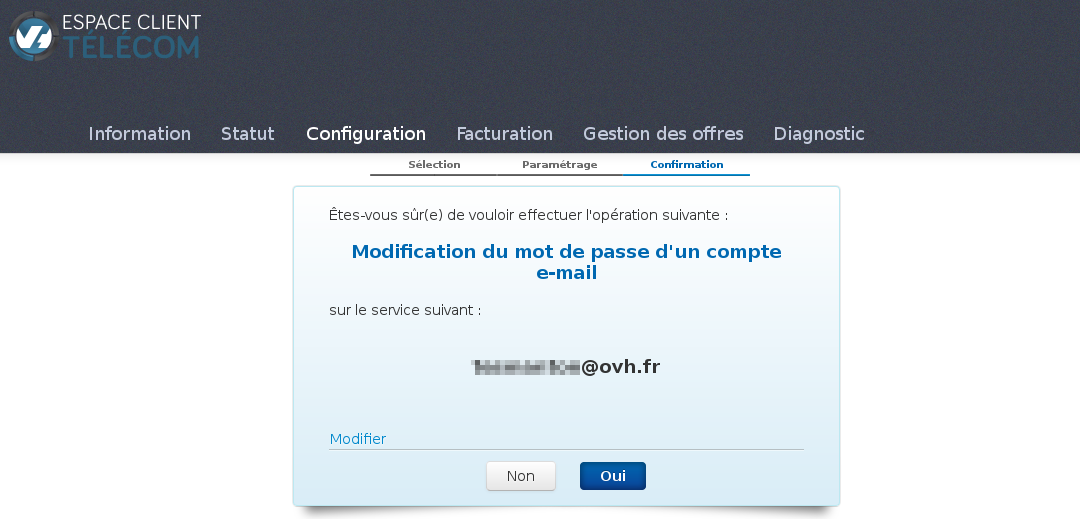 ESPACE CLIENT
TÉLÉCOM
Information Statut Configuration Facturation Gestion des offres Diagnostic
Sélection Paramétrage Confirmation
Êtes-vous sûr(e) de vouloir effectuer l'opération suivante :
Modification du mot de passe d'un compte
e-mail
sur le service suivant :
@ovh.fr
Modifier
Non Oui